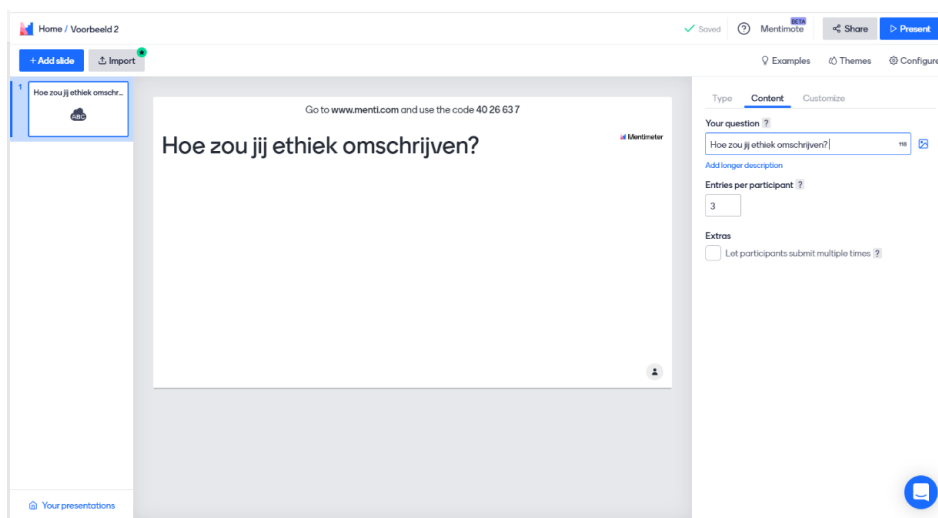 Home / Voorbeeld 2
Saved
Mentimote
BETA
Share
Present
+ Add slide
Import
Examples
Themes
Configure
1
Hoe zou jij ethiek omschr...
ABC
Go to www.menti.com and use the code 40 26 63 7
Hoe zou jij ethiek omschrijven?
Mentimeter
Type
Content
Customize
Your question ?
Hoe zou jij ethiek omschrijven?
118
Add longer description
Entries per participant ?
3
Extras
Let participants submit multiple times ?
Your presentations